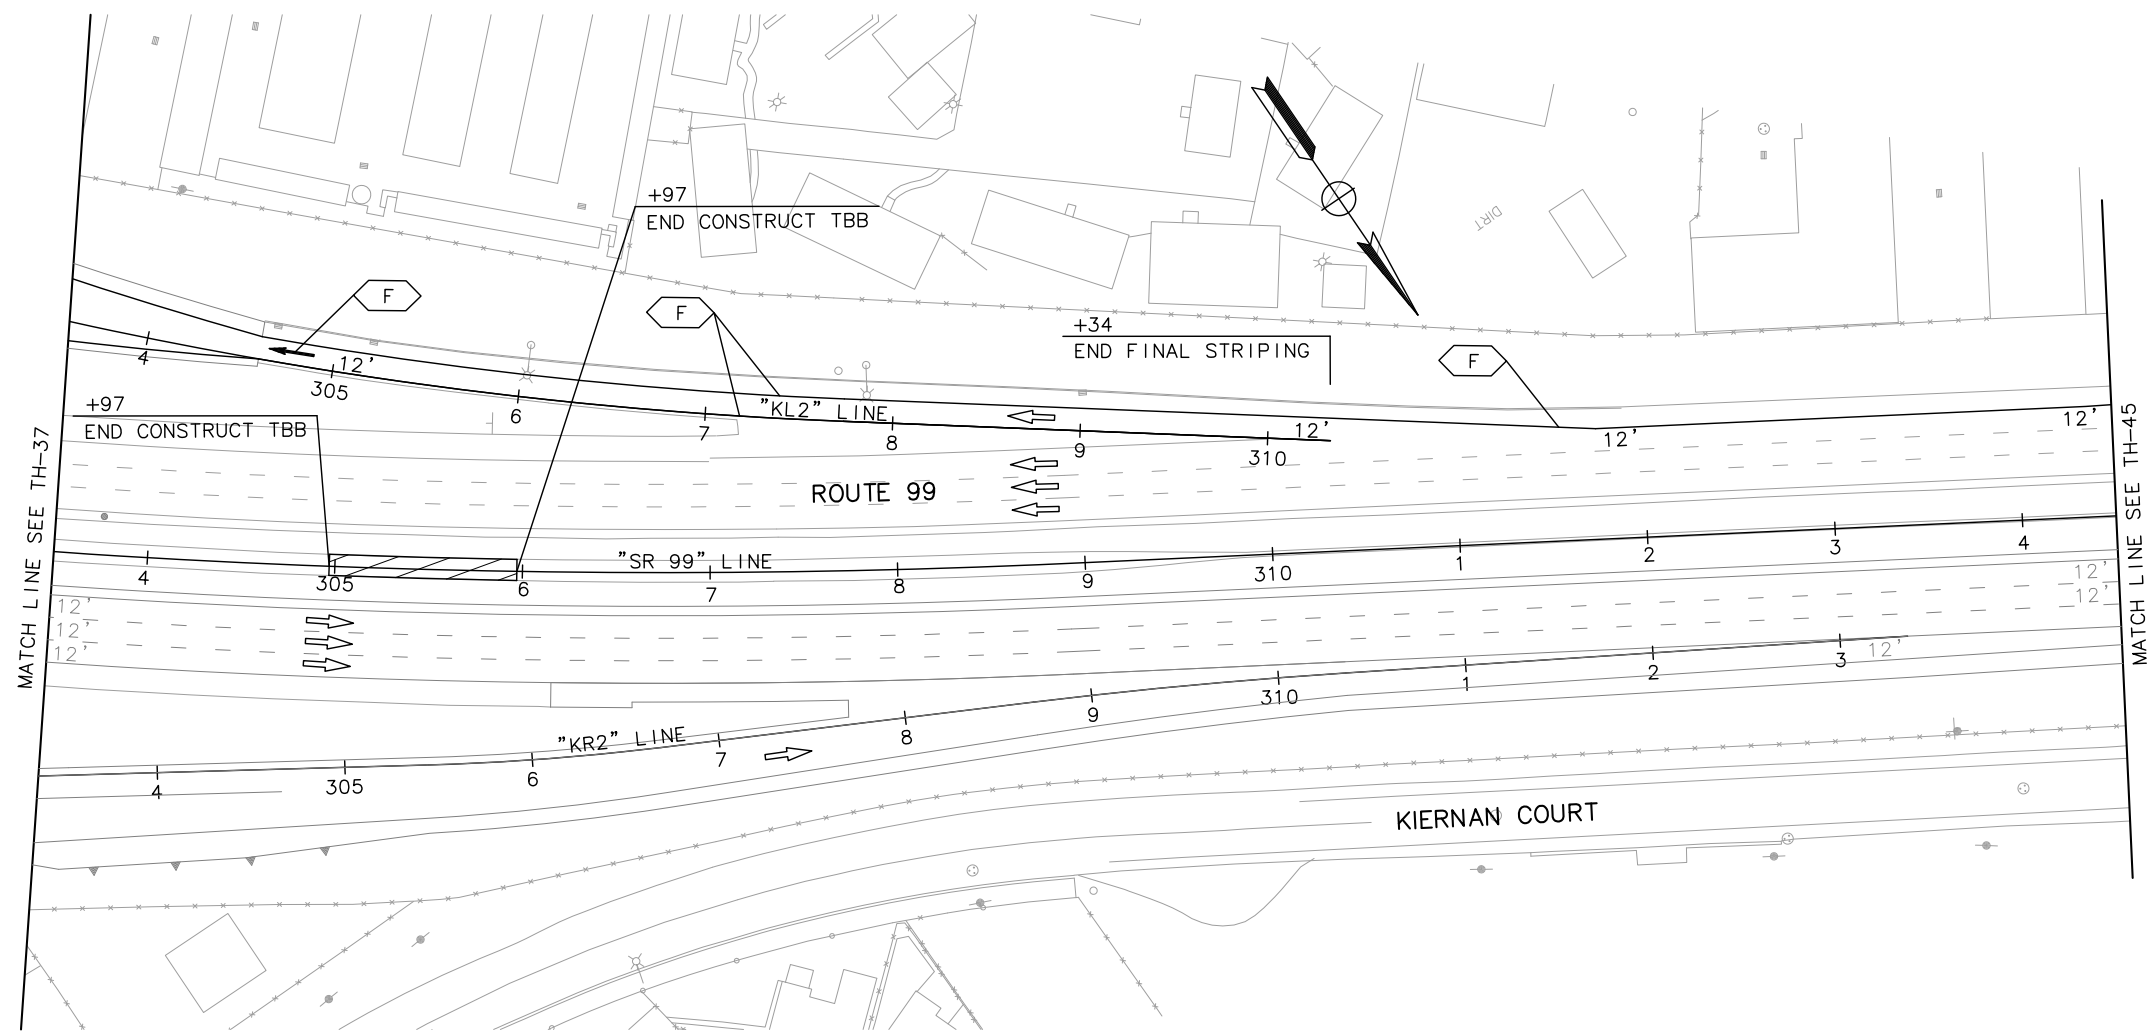 +97
END CONSTRUCT TBB
DIRT
F
F
+34
END FINAL STRIPING
F
4
305
12'
6
7
"KL2" LINE
8
9
310
12'
12'
12'
+97
END CONSTRUCT TBB
ROUTE 99
MATCH LINE SEE TH-37
MATCH LINE SEE TH-45
4
305
6
"SR 99" LINE
7
8
9
310
1
2
3
4
12'
12'
12'
12'
12'
4
305
6
"KR2" LINE
7
8
9
310
1
2
3
12'
KIERNAN COURT